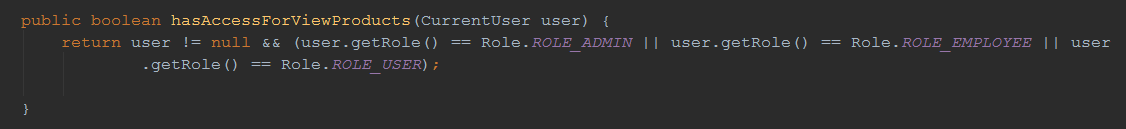 public boolean hasAccessForViewProducts(CurrentUser user) {
return user != null && (user.getRole() == Role.ROLE_ADMIN || user.getRole() == Role.ROLE_EMPLOYEE || user
.getRole() == Role.ROLE_USER);
}